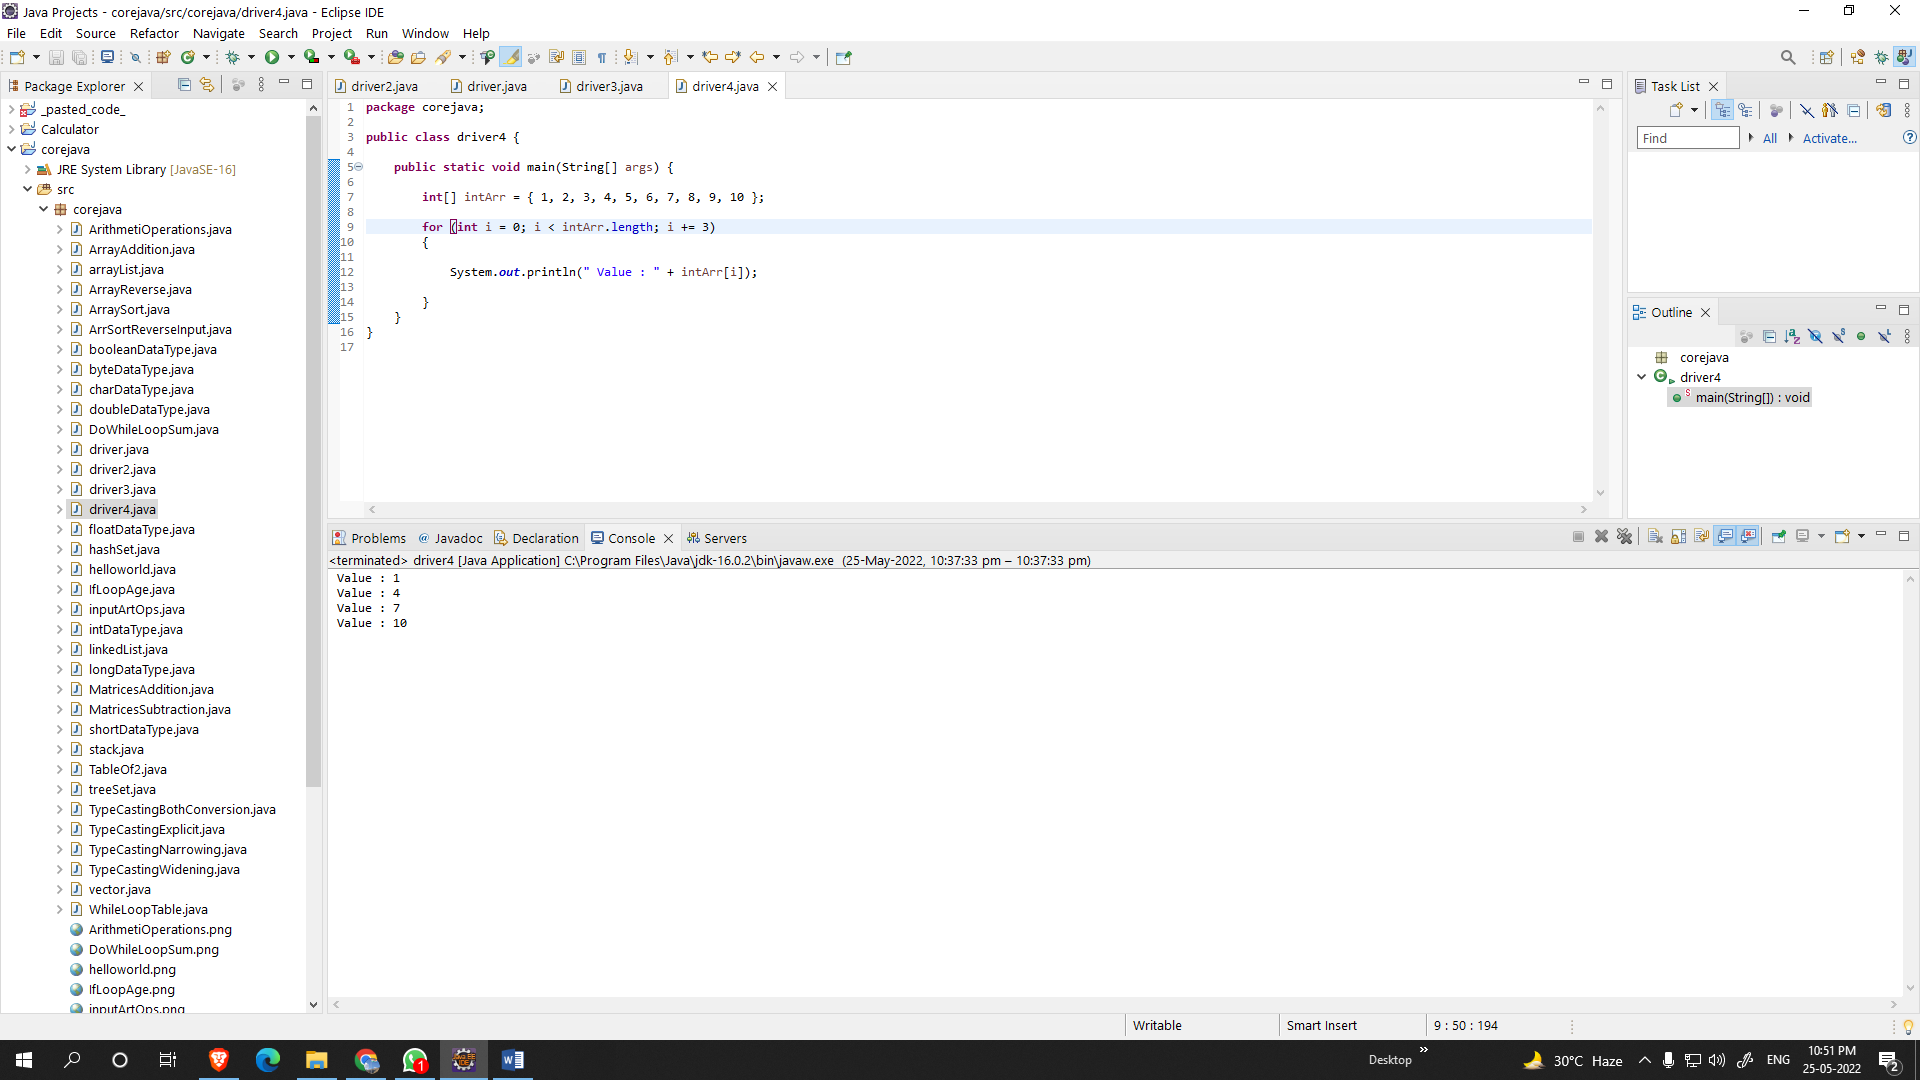 Java Projects - corejava/src/corejava/driver4.java - Eclipse IDE
File Edit Source Refactor Navigate Search Project Run Window Help
Package Explorer
_pasted_code_
Calculator
corejava
JRE System Library [JavaSE-16]
src
corejava
ArithmetiOperations.java
ArrayAddition.java
arrayList.java
ArrayReverse.java
ArraySort.java
ArrSortReverseInput.java
booleanDataType.java
byteDataType.java
charDataType.java
doubleDataType.java
DoWhileLoopSum.java
driver.java
driver2.java
driver3.java
driver4.java
floatDataType.java
hashSet.java
helloworld.java
IfLoopAge.java
inputArtOps.java
intDataType.java
linkedList.java
longDataType.java
MatricesAddition.java
MatricesSubtraction.java
shortDataType.java
stack.java
TableOf2.java
treeSet.java
TypeCastingBothConversion.java
TypeCastingExplicit.java
TypeCastingNarrowing.java
TypeCastingWidening.java
vector.java
WhileLoopTable.java
ArithmetiOperations.png
DoWhileLoopSum.png
helloworld.png
IfLoopAge.png
inputArtOps.png
driver2.java driver.java driver3.java driver4.java
1 package corejava;
2
3 public class driver4 {
4
5 public static void main(String[] args) {
6
7 int[] intArr = { 1, 2, 3, 4, 5, 6, 7, 8, 9, 10 };
8
9 for (int i = 0; i < intArr.length; i += 3)
10 {
11
12 System.out.println(" Value : " + intArr[i]);
13
14 }
15 }
16 }
17
Task List
Find All Activate...
Outline
corejava
driver4
main(String[]) : void
Problems @ Javadoc Declaration Console Servers
<terminated> driver4 [Java Application] C:\Program Files\Java\jdk-16.0.2\bin\javaw.exe (25-May-2022, 10:37:33 pm – 10:37:33 pm)
Value : 1
Value : 4
Value : 7
Value : 10
Writable Smart Insert 9 : 50 : 194
Desktop 30°C Haze ENG 10:51 PM
25-05-2022